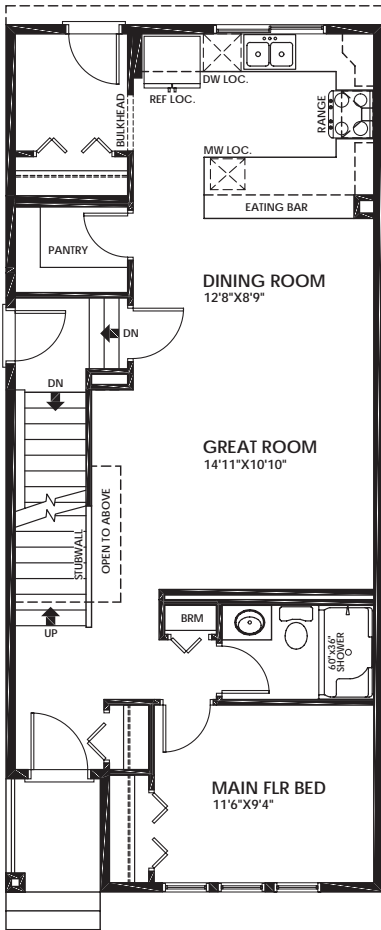 BULKHEAD
DW LOC.
REF LOC.
RANGE
MW LOC.
EATING BAR
PANTRY
DINING ROOM
12'8"X8'9"
DN
DN
GREAT ROOM
14'11"X10'10"
OPEN TO ABOVE
STUBWALL
UP
BRM
60"x36"
SHOWER
MAIN FLR BED
11'6"X9'4"